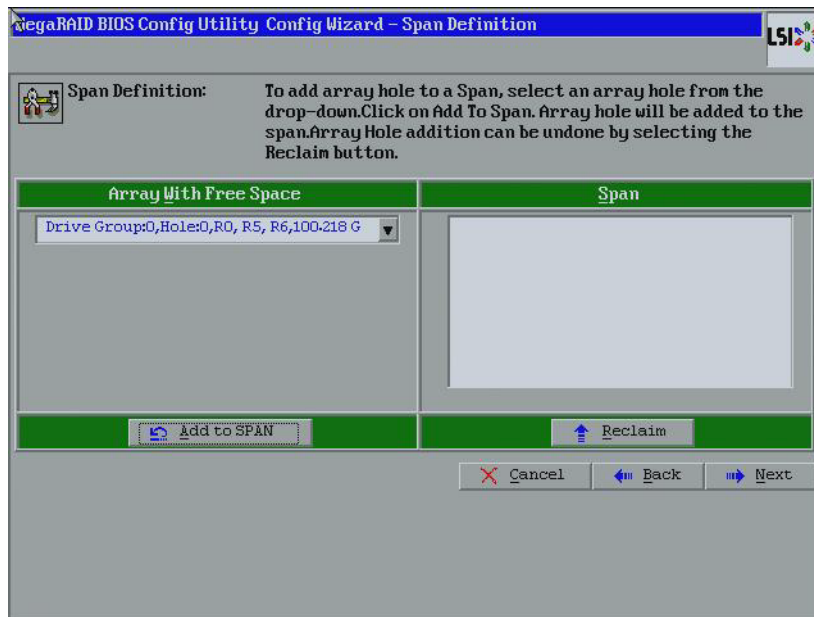 MegaRAID BIOS Config Utility Config Wizard - Span Definition
LSI
Span Definition:
To add array hole to a Span, select an array hole from the
drop-down.Click on Add To Span. Array hole will be added to the
span.Array Hole addition can be undone by selecting the
Reclaim button.
Array With Free Space
Span
Drive Group:0,Hole:0,R0, R5, R6,100.218 G
Add to SPAN
Reclaim
Cancel
Back
Next